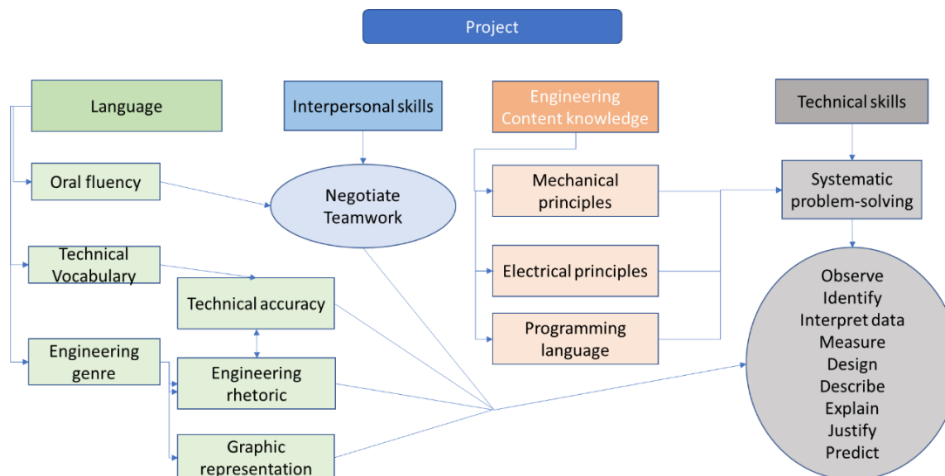 Project
Language
Interpersonal skills
Engineering
Content knowledge
Technical skills
Oral fluency
Negotiate
Teamwork
Mechanical
principles
Systematic
problem-solving
Technical
Vocabulary
Technical accuracy
Electrical principles
Programming
language
Engineering
genre
Engineering
rhetoric
Graphic
representation
Observe
Identify
Interpret data
Measure
Design
Describe
Explain
Justify
Predict